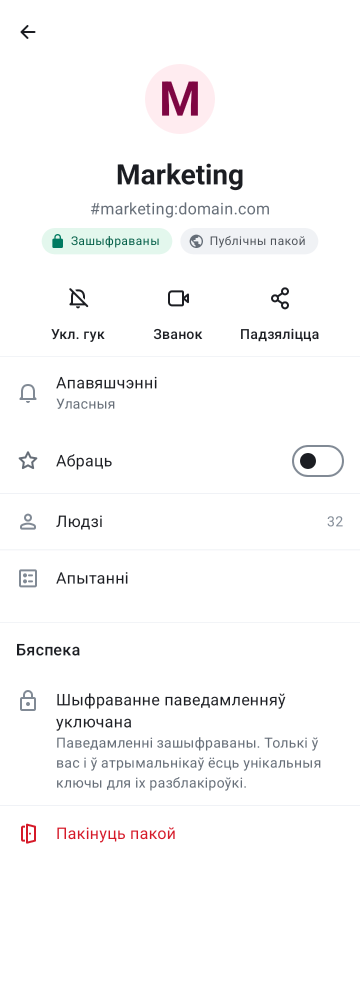 M
Marketing
#marketing:domain.com
Зашыфраваны
Публічны пакой
Укл. гук
Званок
Падзяліцца
Апавяшчэнні
Уласныя
Абраць
Людзі
32
Апытанні
Бяспека
Шыфраванне паведамленняў
уключана
Паведамленні зашыфраваны. Толькі ў
вас і ў атрымальнікаў ёсць унікальныя
ключы для іх разблакіроўкі.
Пакінуць пакой